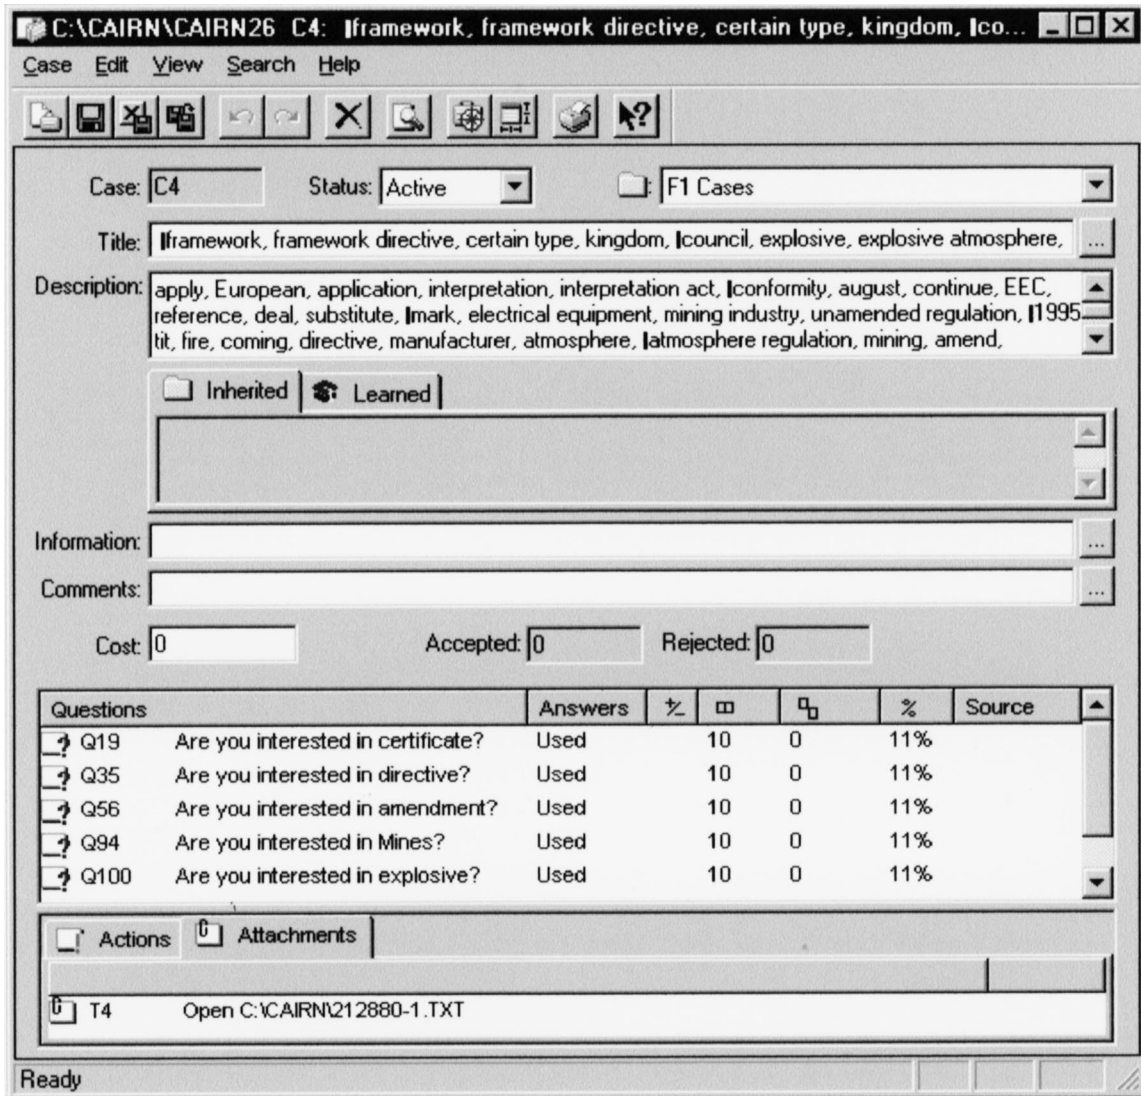 C:\CAIRN\CAIRN26 C4: |framework, framework directive, certain type, kingdom, |co...
Case Edit View Search Help
Case: C4 Status: Active : F1 Cases
Title: |framework, framework directive, certain type, kingdom, |council, explosive, explosive atmosphere, ...
Description: apply, European, application, interpretation, interpretation act, |conformity, august, continue, EEC,
reference, deal, substitute, |mark, electrical equipment, mining industry, unamended regulation, |1995
tit, fire, coming, directive, manufacturer, atmosphere, |atmosphere regulation, mining, amend,
Inherited Learned
Information: ...
Comments: ...
Cost: 0 Accepted: 0 Rejected: 0
Questions Answers +/- % Source
Q19 Are you interested in certificate? Used 10 0 11%
Q35 Are you interested in directive? Used 10 0 11%
Q56 Are you interested in amendment? Used 10 0 11%
Q94 Are you interested in Mines? Used 10 0 11%
Q100 Are you interested in explosive? Used 10 0 11%
Actions Attachments
T4 Open C:\CAIRN\212880-1.TXT
Ready